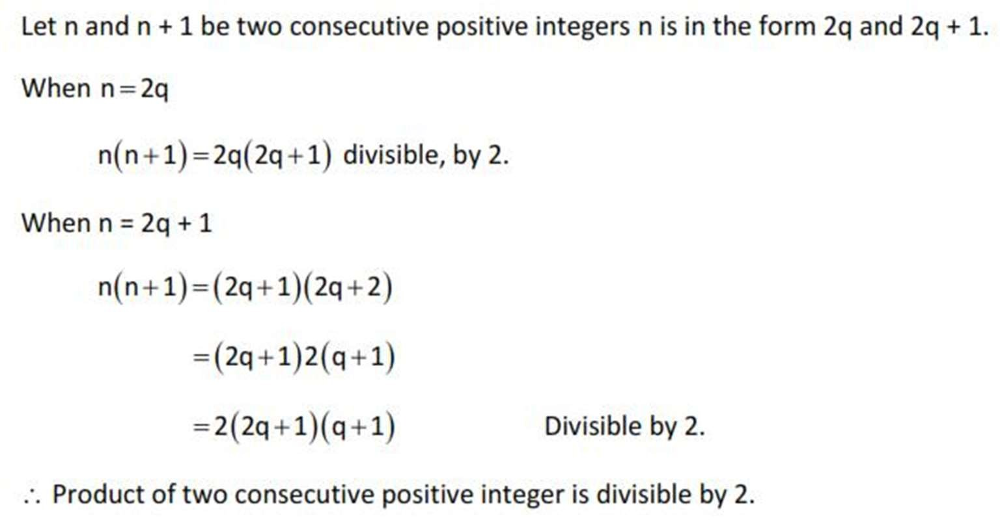 Let n and n + 1 be two consecutive positive integers n is in the form 2q and 2q + 1.
When n=2q
n(n+1)=2q(2q+1) divisible, by 2.
When n = 2q + 1
n(n+1)=(2q+1)(2q+2)
=(2q+1)2(q+1)
=2(2q+1)(q+1) Divisible by 2.
∴ Product of two consecutive positive integer is divisible by 2.